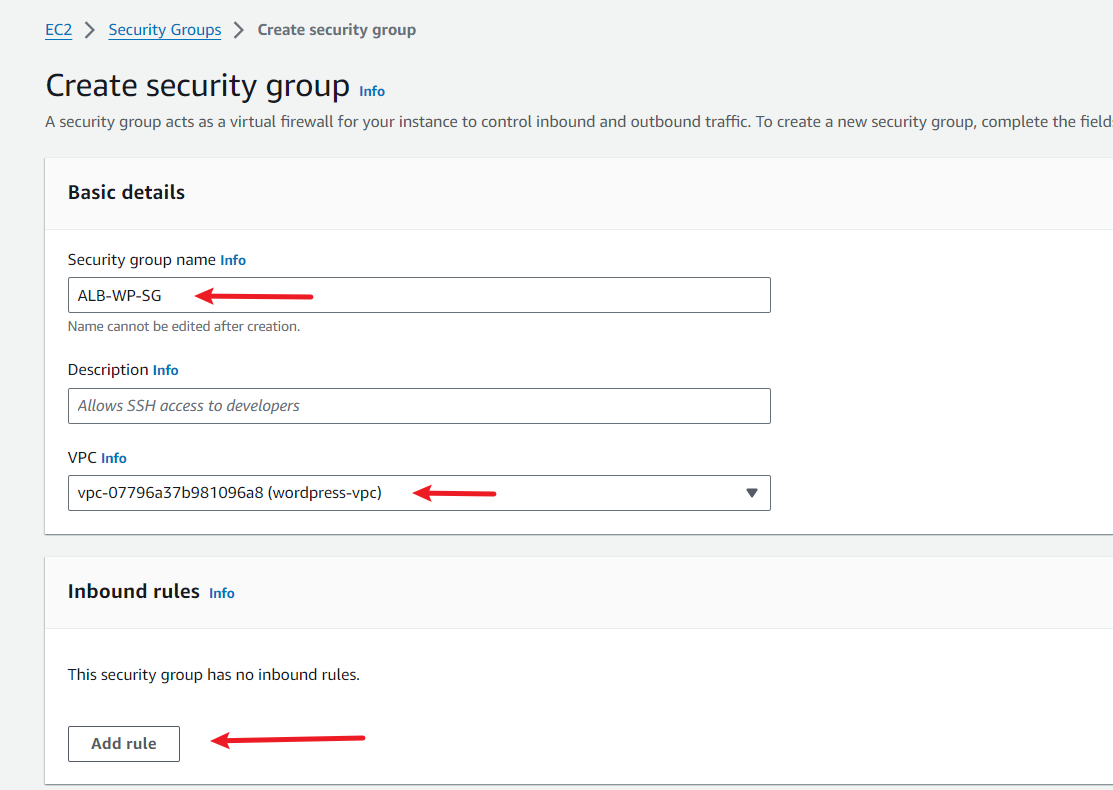 EC2 > Security Groups > Create security group
Create security group Info
A security group acts as a virtual firewall for your instance to control inbound and outbound traffic. To create a new security group, complete the fields
Basic details
Security group name Info
ALB-WP-SG
Name cannot be edited after creation.
Description Info
Allows SSH access to developers
VPC Info
vpc-07796a37b981096a8 (wordpress-vpc)
Inbound rules Info
This security group has no inbound rules.
Add rule